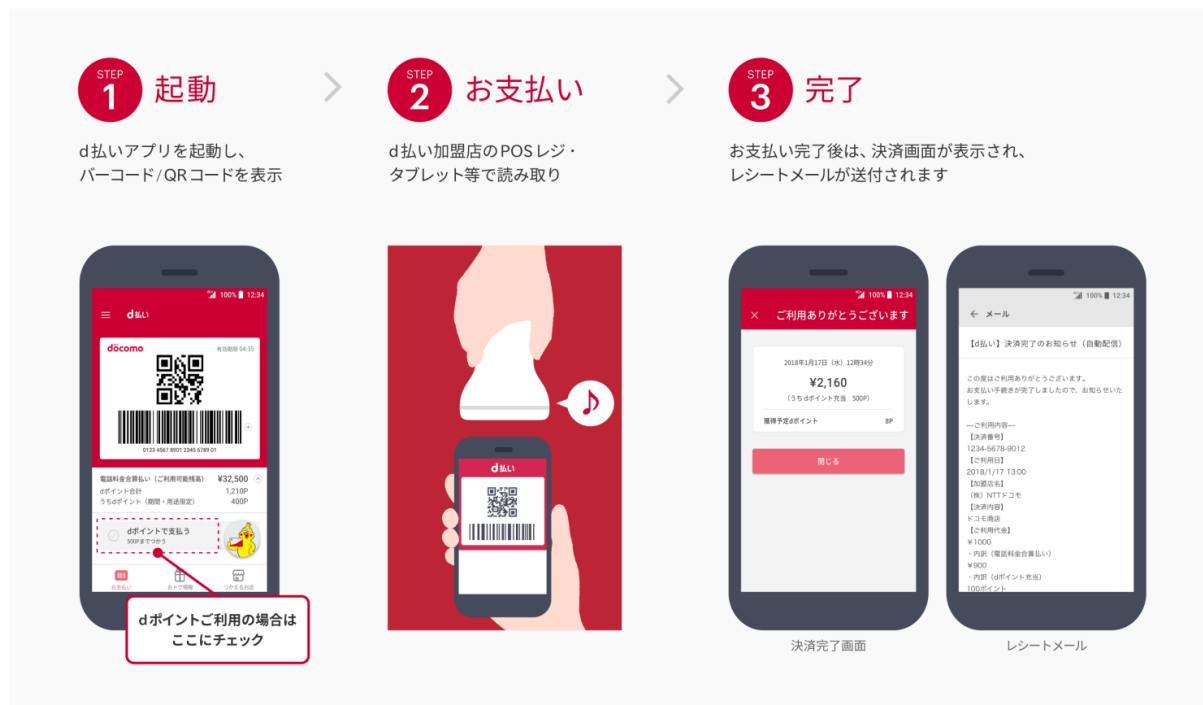 STEP
1
起動
d払いアプリを起動し、
バーコード/QRコードを表示
STEP
2
お支払い
d払い加盟店のPOSレジ・
タブレット等で読み取り
STEP
3
完了
お支払い完了後は、決済画面が表示され、
レシートメールが送付されます
100% 12:34
d払い
döcomo
有効期限 04:35
0123 4567 8901 2345 6789 01
電話料金合算払い（ご利用可能残高） ¥32,500
dポイント合計 1,210P
うちdポイント（期間・用途限定） 400P
dポイントで支払う
500Pまでつかう
お支払い
おトク情報
つかえるお店
dポイントご利用の場合は
ここにチェック
d払い
100% 12:34
× ご利用ありがとうございます
2018年1月17日（水）12時34分
¥2,160
（うちdポイント充当 500P）
獲得予定dポイント 8P
閉じる
決済完了画面
100% 12:34
← メール
【d払い】決済完了のお知らせ（自動配信）
この度はご利用ありがとうございます。
お支払い手続きが完了しましたので、お知らせいた
します。
―ご利用内容―
【決済番号】
1234-5678-9012
【ご利用日】
2018/1/17 13:00
【加盟店名】
（株）NTTドコモ
【決済内容】
ドコモ商店
【ご利用代金】
￥1000
・内訳（電話料金合算払い）
￥900
・内訳（dポイント充当）
100ポイント
レシートメール